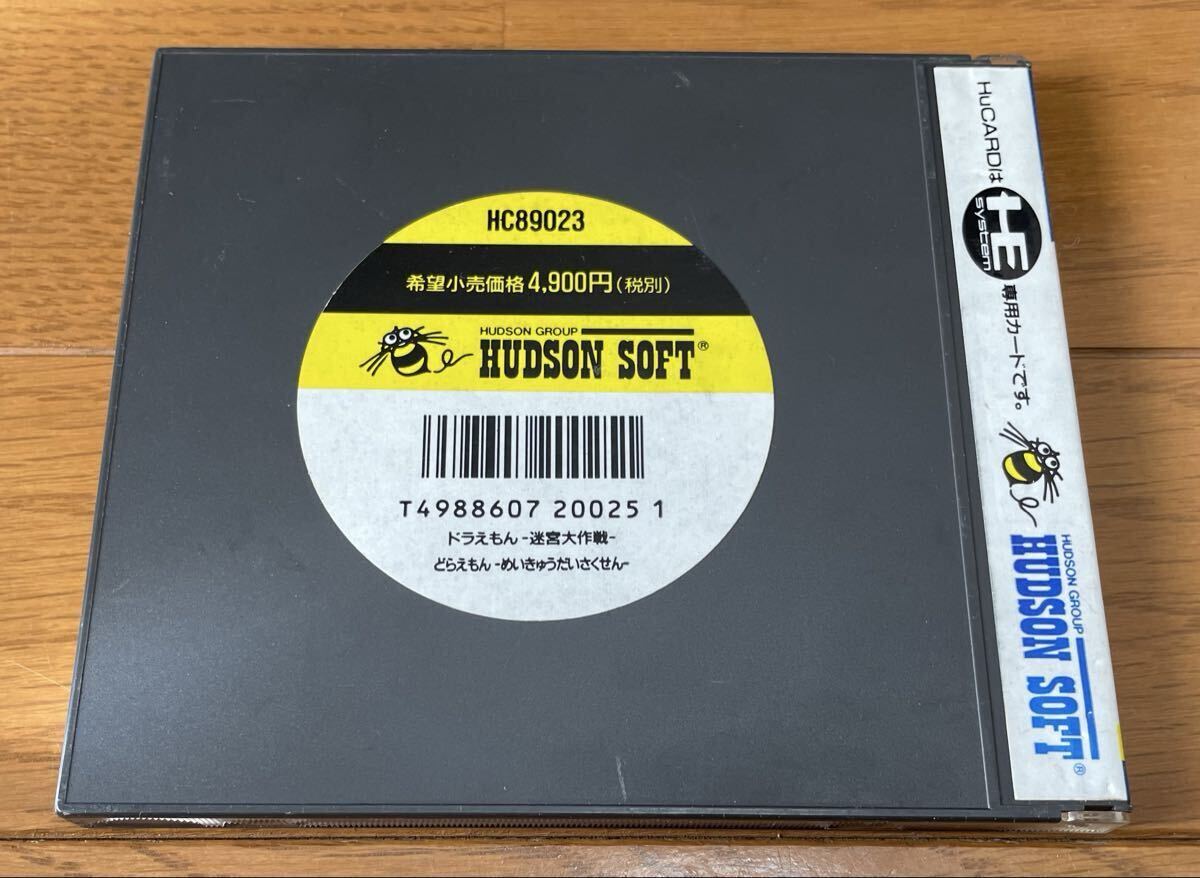 HC89023
希望小売価格4,900円(税別)
HUDSON GROUP
HUDSON SOFT®
T4988607 20025 1
ドラえもん-迷宮大作戦-
どらえもん-めいきゅうだいさくせん-
HuCARDは HE system 専用カードです。
HUDSON GROUP
HUDSON SOFT®